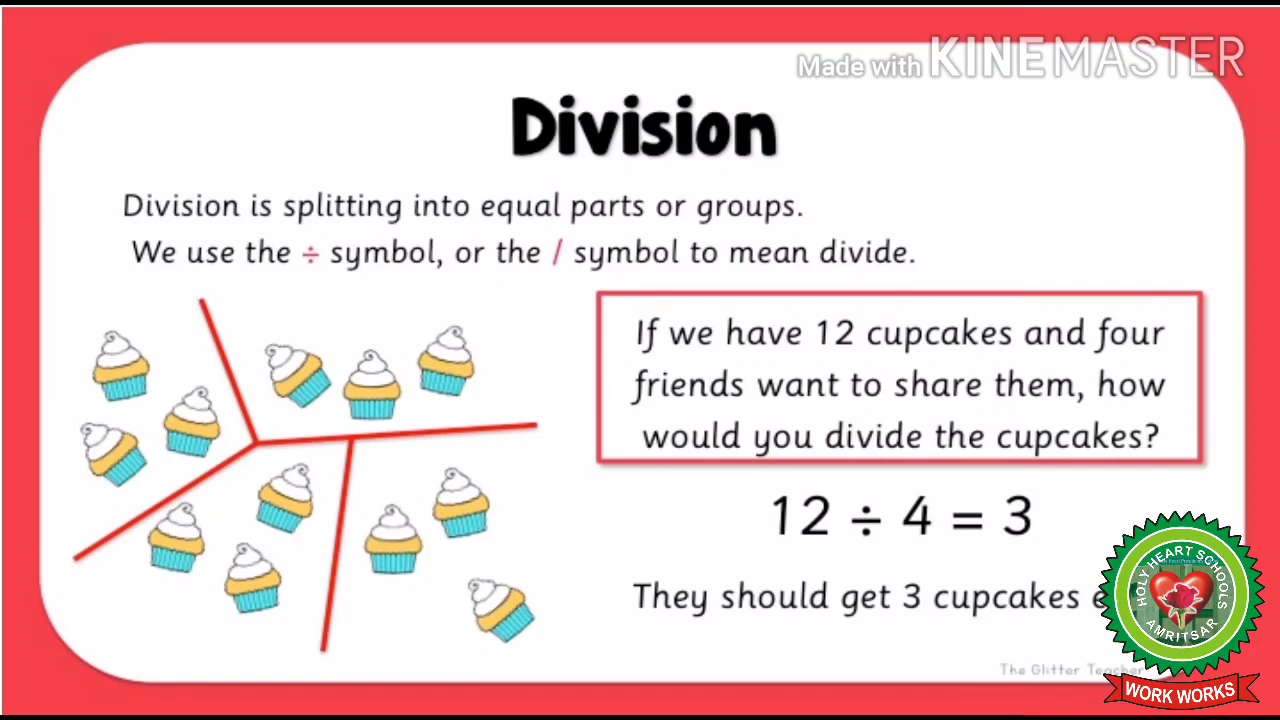 Made with KINEMASTER
Division
Division is splitting into equal parts or groups.
We use the ÷ symbol, or the / symbol to mean divide.
If we have 12 cupcakes and four
friends want to share them, how
would you divide the cupcakes?
12 ÷ 4 = 3
They should get 3 cupcakes
The Glitter Teacher
HOLY HEART SCHOOLS
AMRITSAR
WORK WORKS